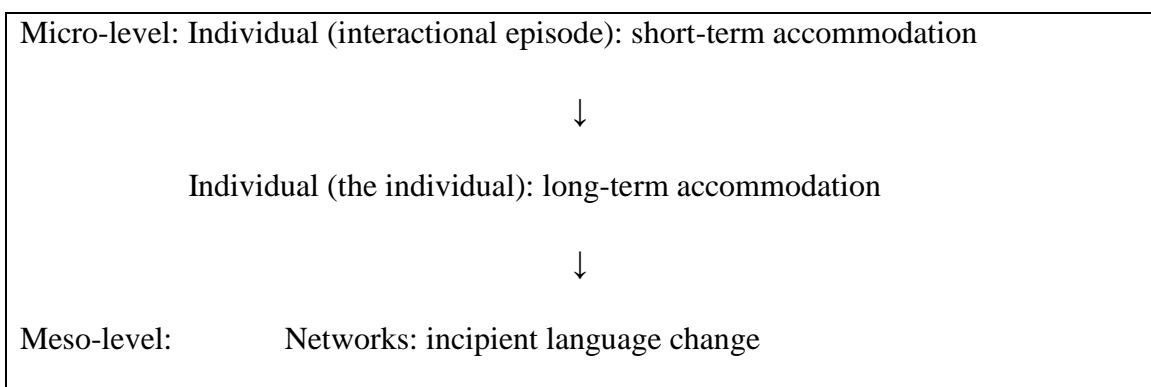 Micro-level: Individual (interactional episode): short-term accommodation
↓
Individual (the individual): long-term accommodation
↓
Meso-level: Networks: incipient language change